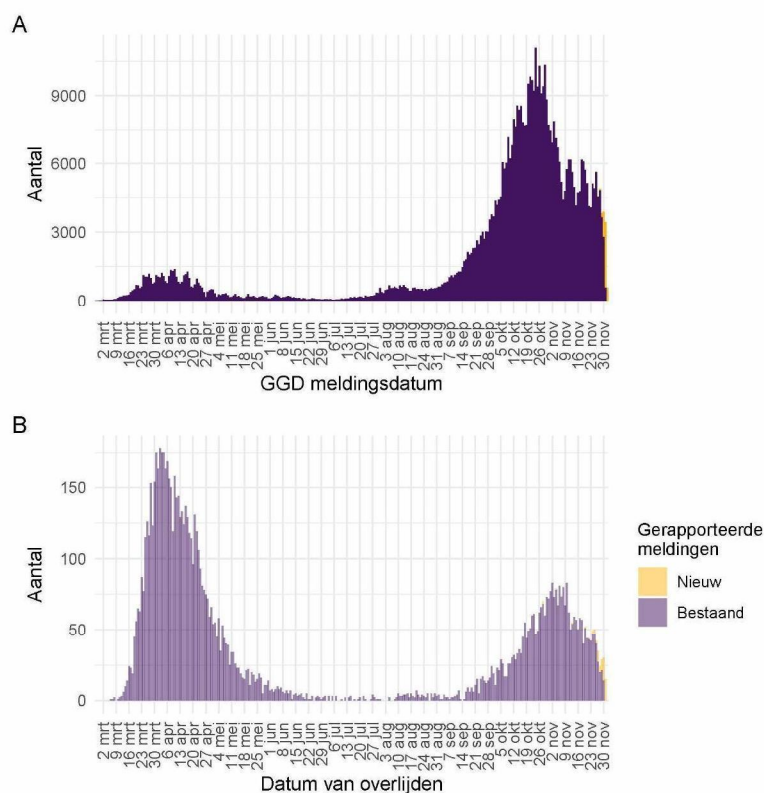 A
9000
6000
3000
0
Aantal
2 mrt
9 mrt
16 mrt
23 mrt
30 mrt
6 apr
13 apr
20 apr
27 apr
4 mei
11 mei
18 mei
25 mei
1 jun
8 jun
15 jun
22 jun
29 jun
6 jul
13 jul
20 jul
27 jul
3 aug
10 aug
17 aug
24 aug
31 aug
7 sep
14 sep
21 sep
28 sep
5 okt
12 okt
19 okt
26 okt
2 nov
9 nov
16 nov
23 nov
30 nov
GGD meldingsdatum
B
150
100
50
0
Aantal
2 mrt
9 mrt
16 mrt
23 mrt
30 mrt
6 apr
13 apr
20 apr
27 apr
4 mei
11 mei
18 mei
25 mei
1 jun
8 jun
15 jun
22 jun
29 jun
6 jul
13 jul
20 jul
27 jul
3 aug
10 aug
17 aug
24 aug
31 aug
7 sep
14 sep
21 sep
28 sep
5 okt
12 okt
19 okt
26 okt
2 nov
9 nov
16 nov
23 nov
30 nov
Datum van overlijden
Gerapporteerde
meldingen
Nieuw
Bestaand